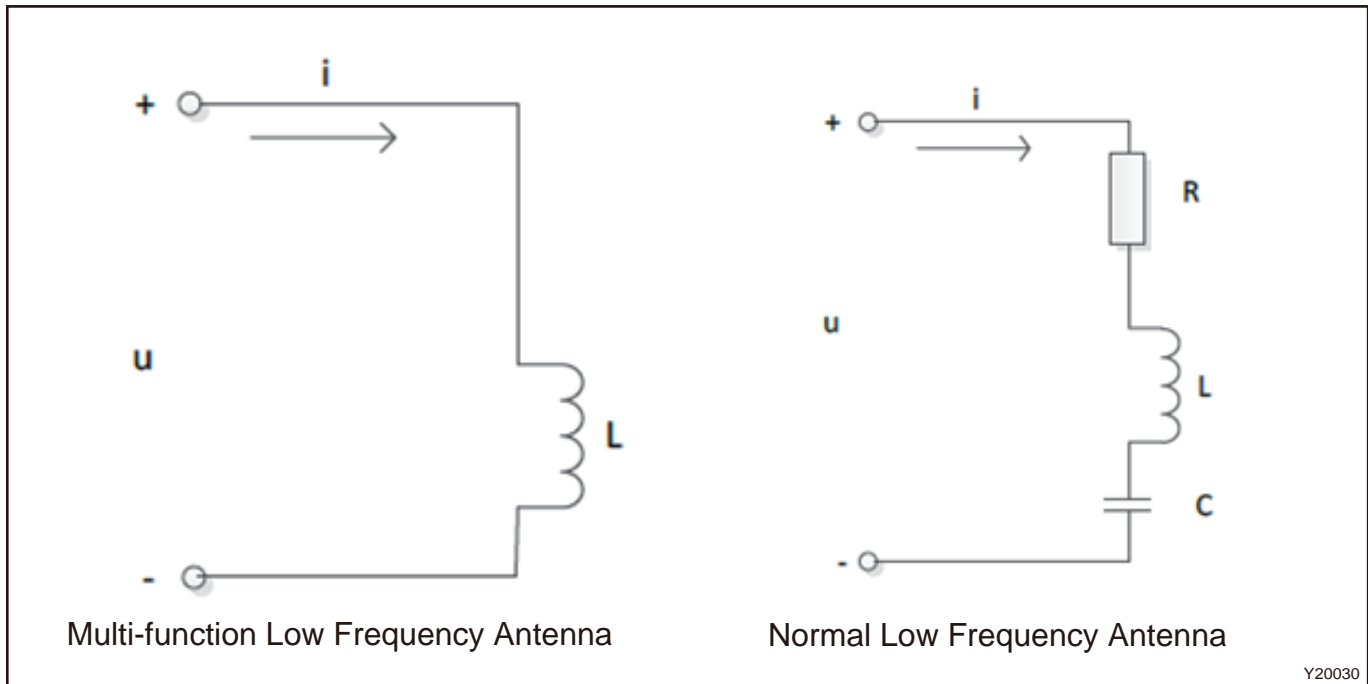 i
+
u
L
-
Multi-function Low Frequency Antenna
i
+
R
u
L
C
-
Normal Low Frequency Antenna
Y20030